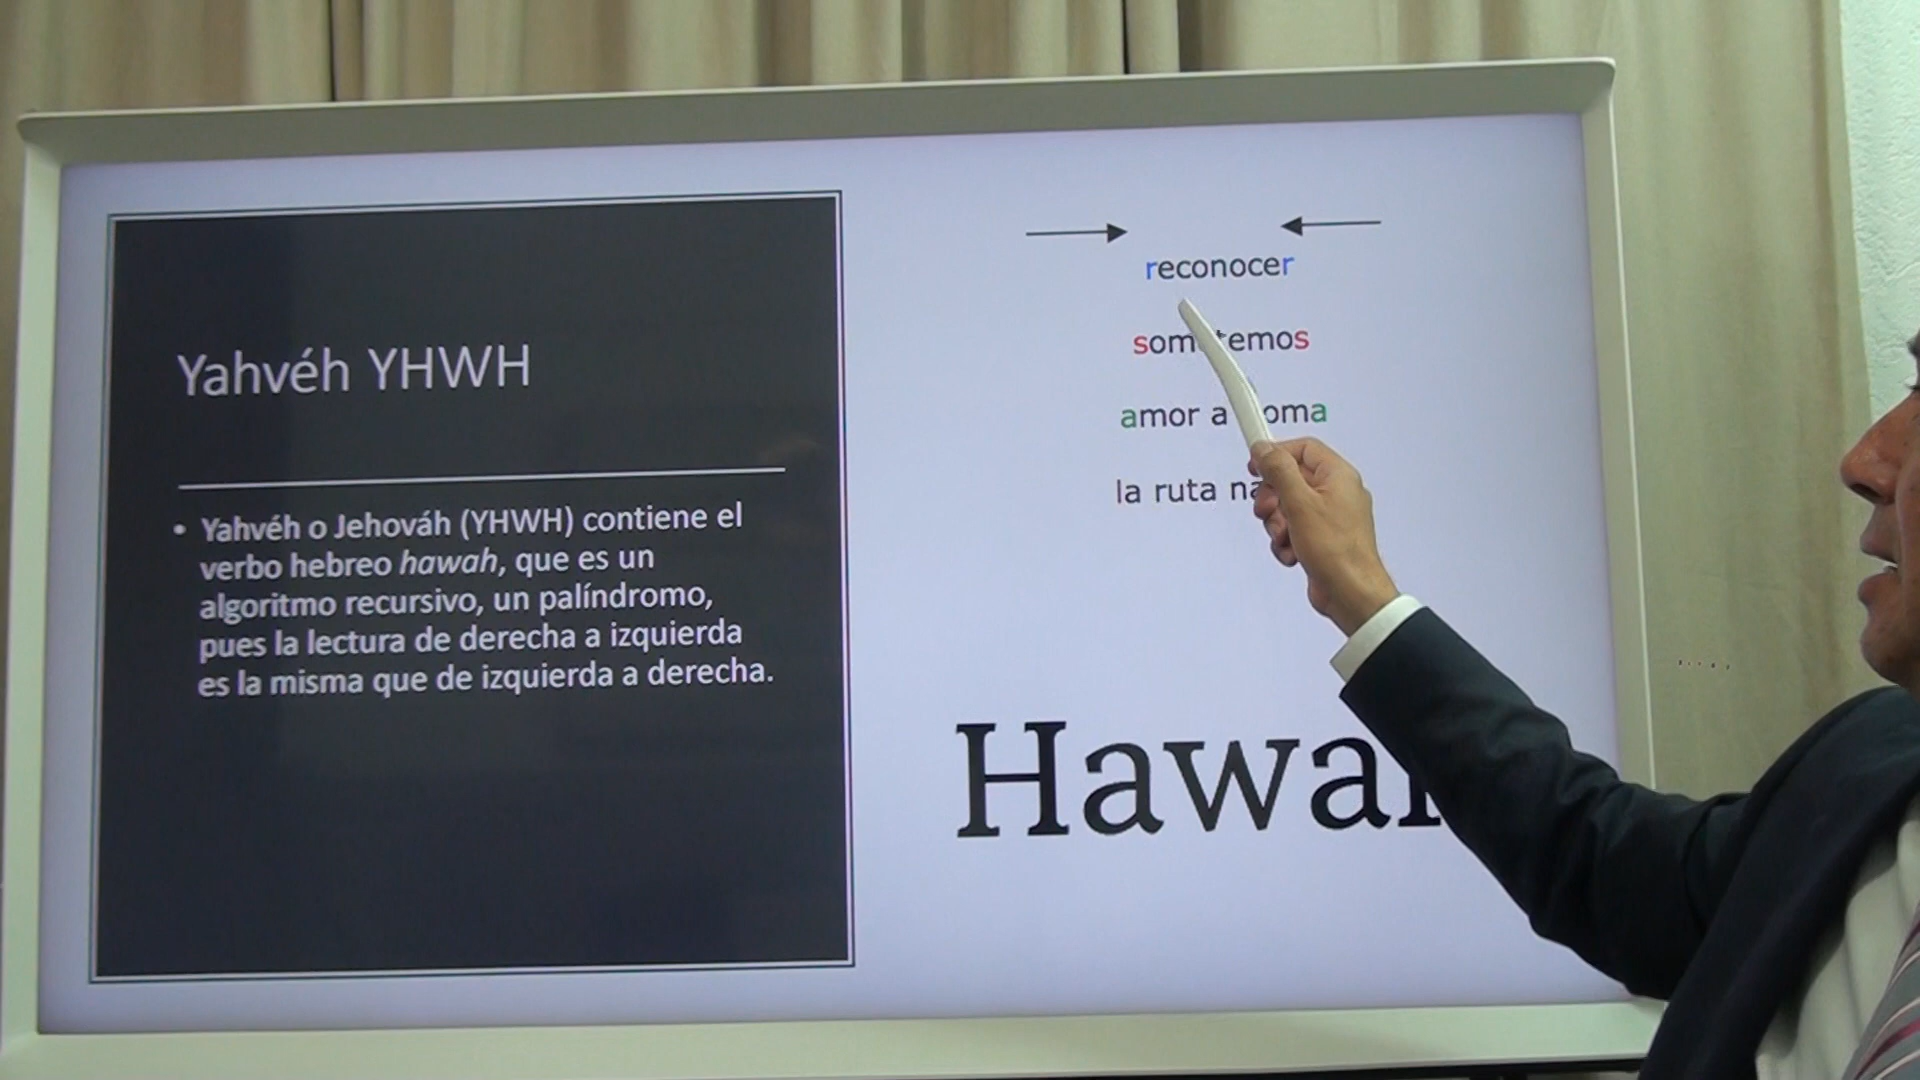 Yahvéh YHWH
• Yahvéh o Jehováh (YHWH) contiene el
verbo hebreo hawah, que es un
algoritmo recursivo, un palíndromo,
pues la lectura de derecha a izquierda
es la misma que de izquierda a derecha.
reconocer
amor a
la ruta